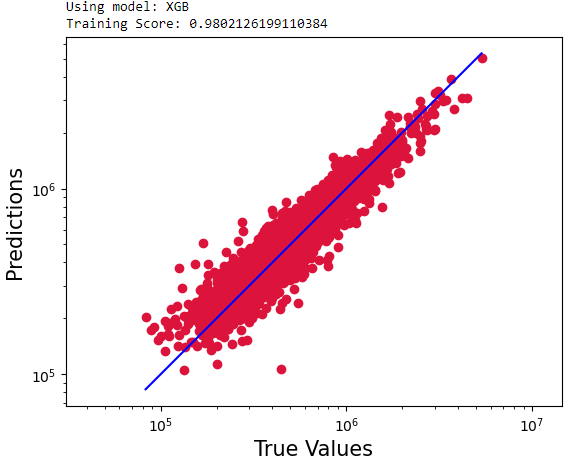 Using model: XGB
Training Score: 0.9802126199110384
Predictions
10⁶
10⁵
10⁵
10⁶
10⁷
True Values